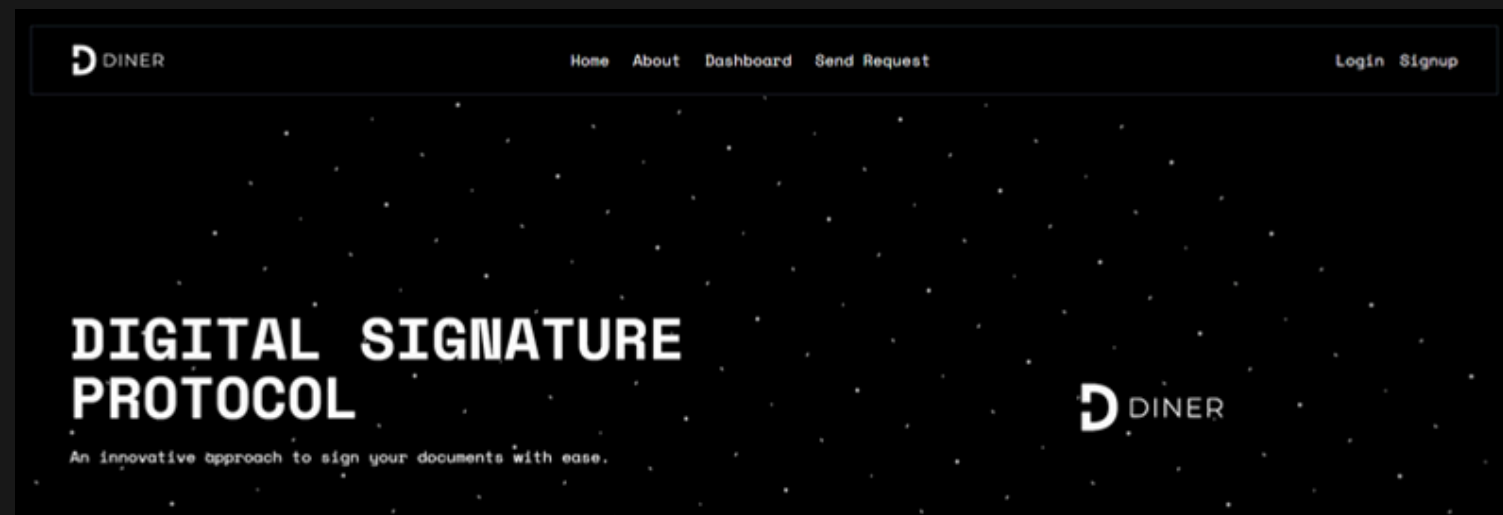 DINER
Home About Dashboard Send Request
Login Signup
DIGITAL SIGNATURE
PROTOCOL
An innovative approach to sign your documents with ease.
DINER